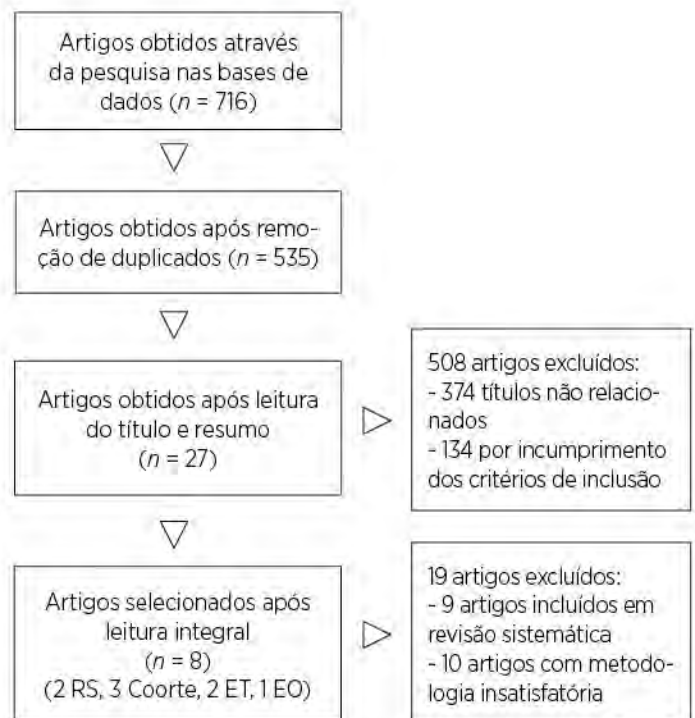 Artigos obtidos através
da pesquisa nas bases de
dados (n = 716)
Artigos obtidos após remo-
ção de duplicados (n = 535)
Artigos obtidos após leitura
do título e resumo
(n = 27)
508 artigos excluídos:
- 374 títulos não relacio-
nados
- 134 por incumprimento
dos critérios de inclusão
Artigos selecionados após
leitura integral
(n = 8)
(2 RS, 3 Coorte, 2 ET, 1 EO)
19 artigos excluídos:
- 9 artigos incluídos em
revisão sistemática
- 10 artigos com metodo-
logia insatisfatória